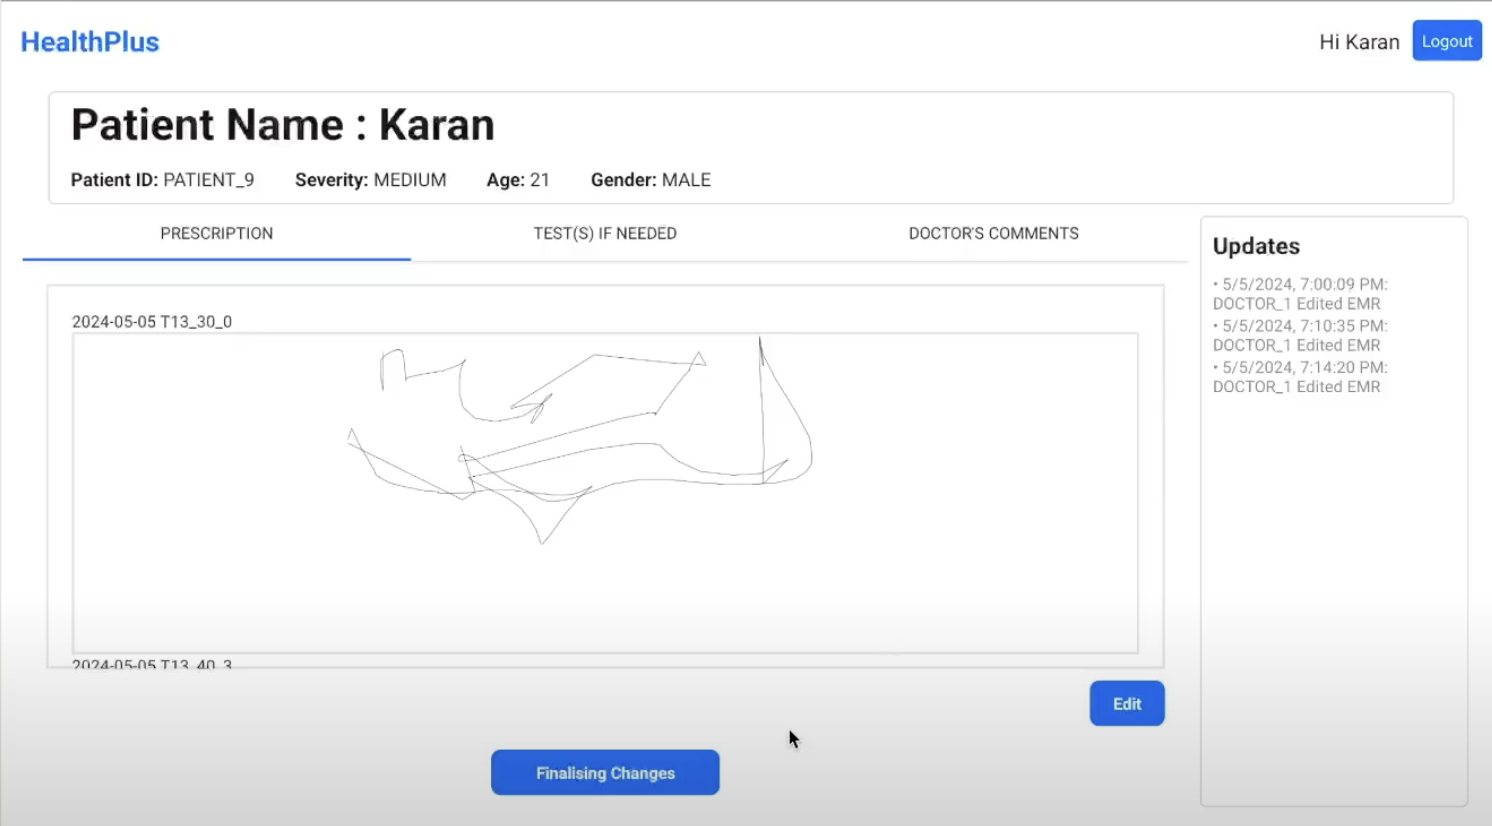 HealthPlus
Hi Karan
Logout
Patient Name : Karan
Patient ID: PATIENT_9 Severity: MEDIUM Age: 21 Gender: MALE
PRESCRIPTION
TEST(S) IF NEEDED
DOCTOR'S COMMENTS
2024-05-05 T13_30_0
2024-05-05 T13_40_3
Edit
Finalising Changes
Updates
• 5/5/2024, 7:00:09 PM:
DOCTOR_1 Edited EMR
• 5/5/2024, 7:10:35 PM:
DOCTOR_1 Edited EMR
• 5/5/2024, 7:14:20 PM:
DOCTOR_1 Edited EMR